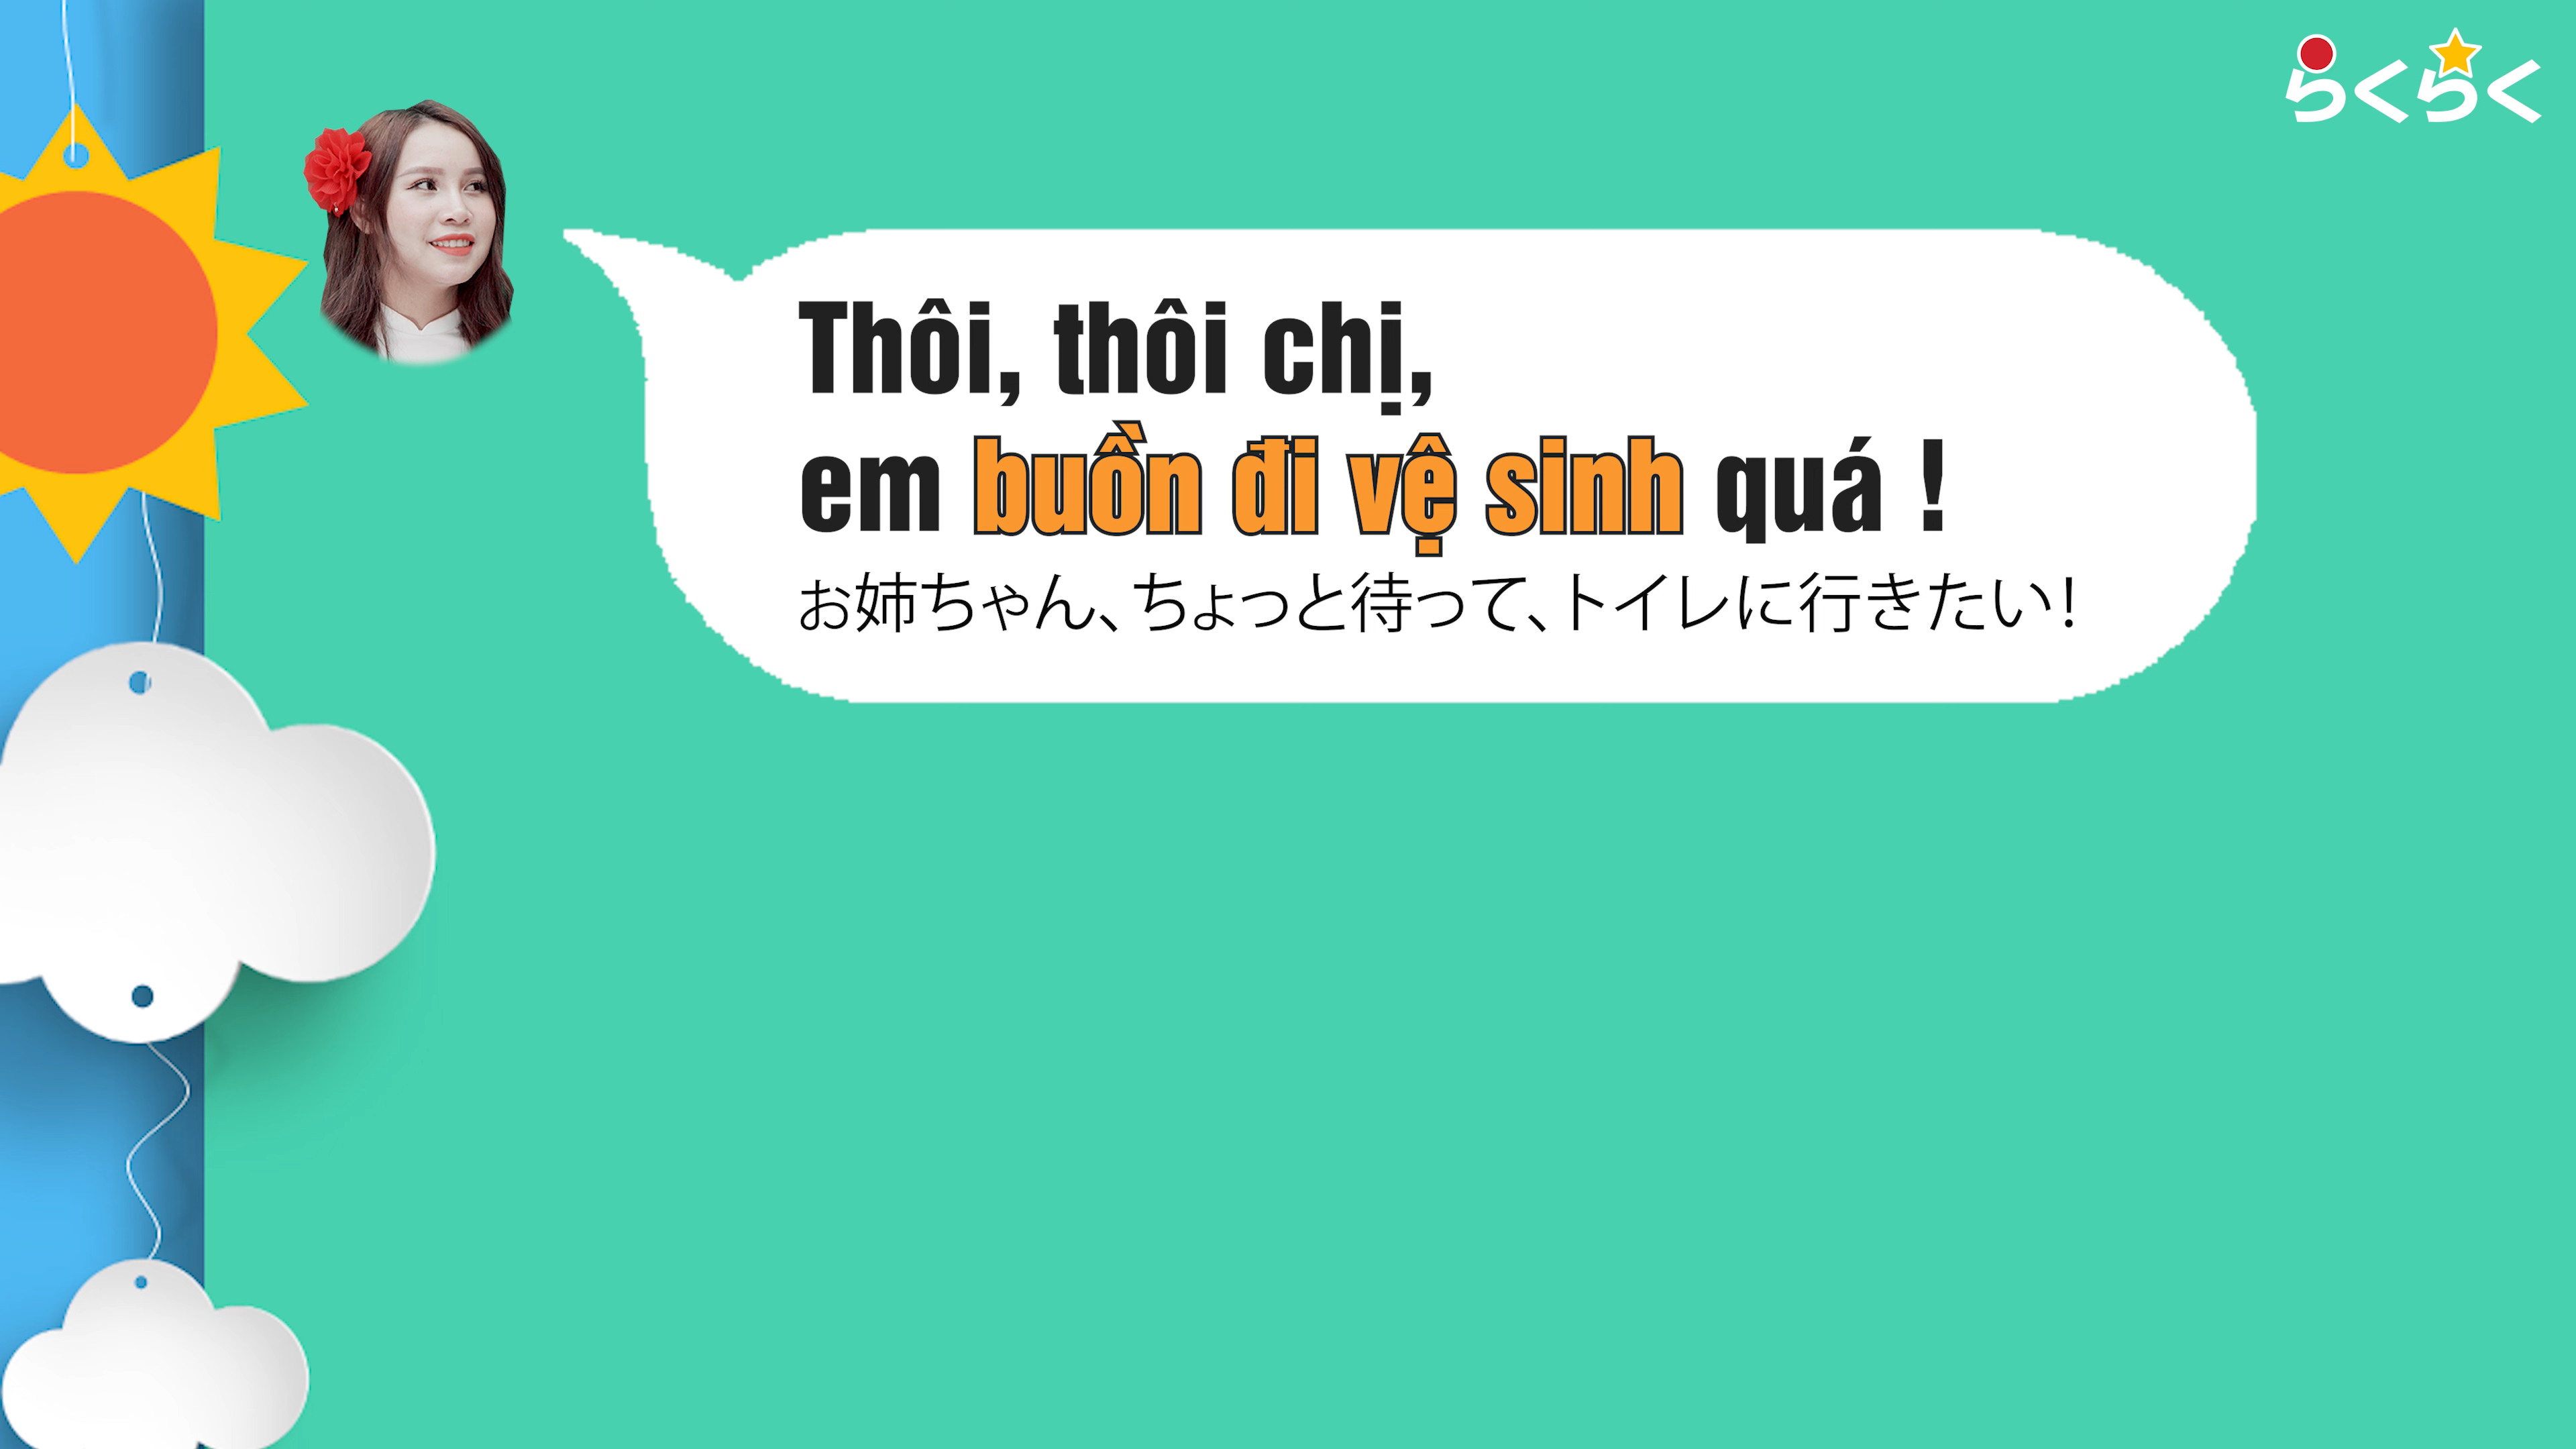 らくらく
Thôi, thôi chị,
em buồn đi vệ sinh quá !
お姉ちゃん、ちょっと待って、トイレに行きたい!